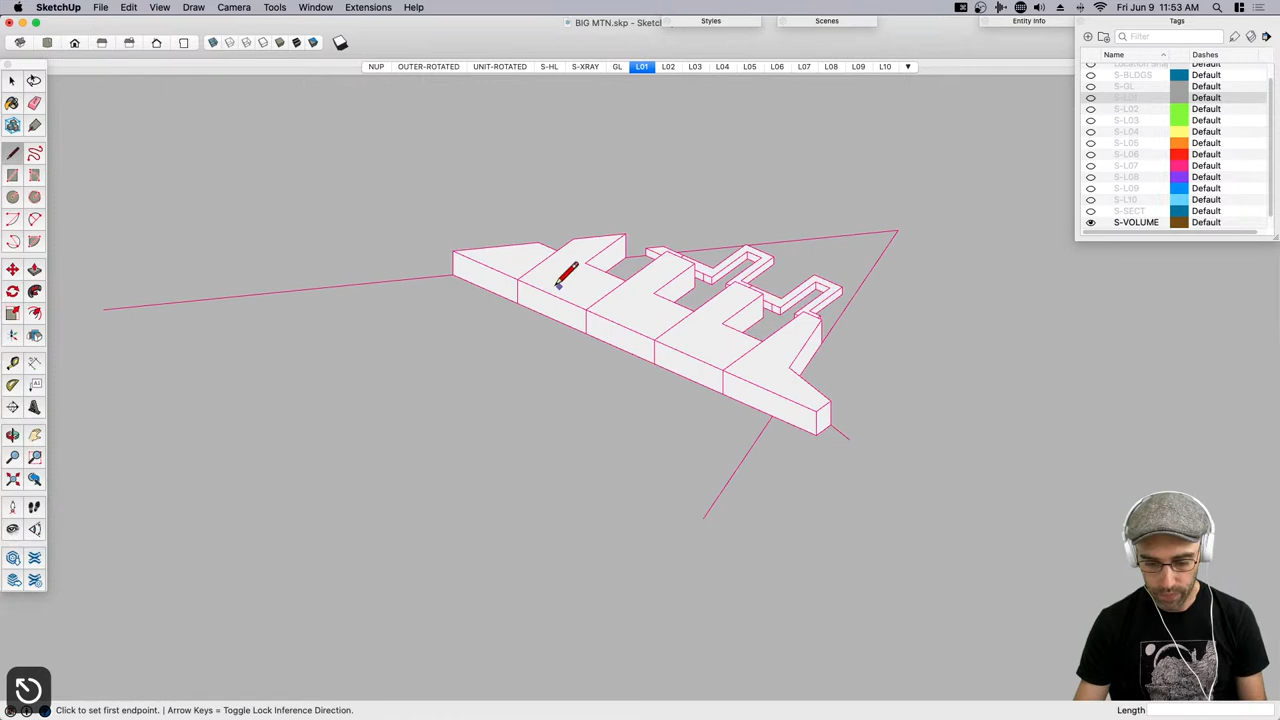 SketchUp File Edit View Draw Camera Tools Window Extensions Help
Fri Jun 9 11:53 AM
BIG MTN.skp - Sketc
Styles
Scenes
Entity Info
Tags
Filter
NUP OUTER-ROTATED UNIT-ROTATED S-HL S-XRAY GL L01 L02 L03 L04 L05 L06 L07 L08 L09 L10
Name Dashes
S-BLDGS Default
S-GL Default
S-L01 Default
S-L02 Default
S-L03 Default
S-L04 Default
S-L05 Default
S-L06 Default
S-L07 Default
S-L08 Default
S-L09 Default
S-L10 Default
S-SECT Default
S-VOLUME Default
A1
Click to set first endpoint. | Arrow Keys = Toggle Lock Inference Direction.
Length